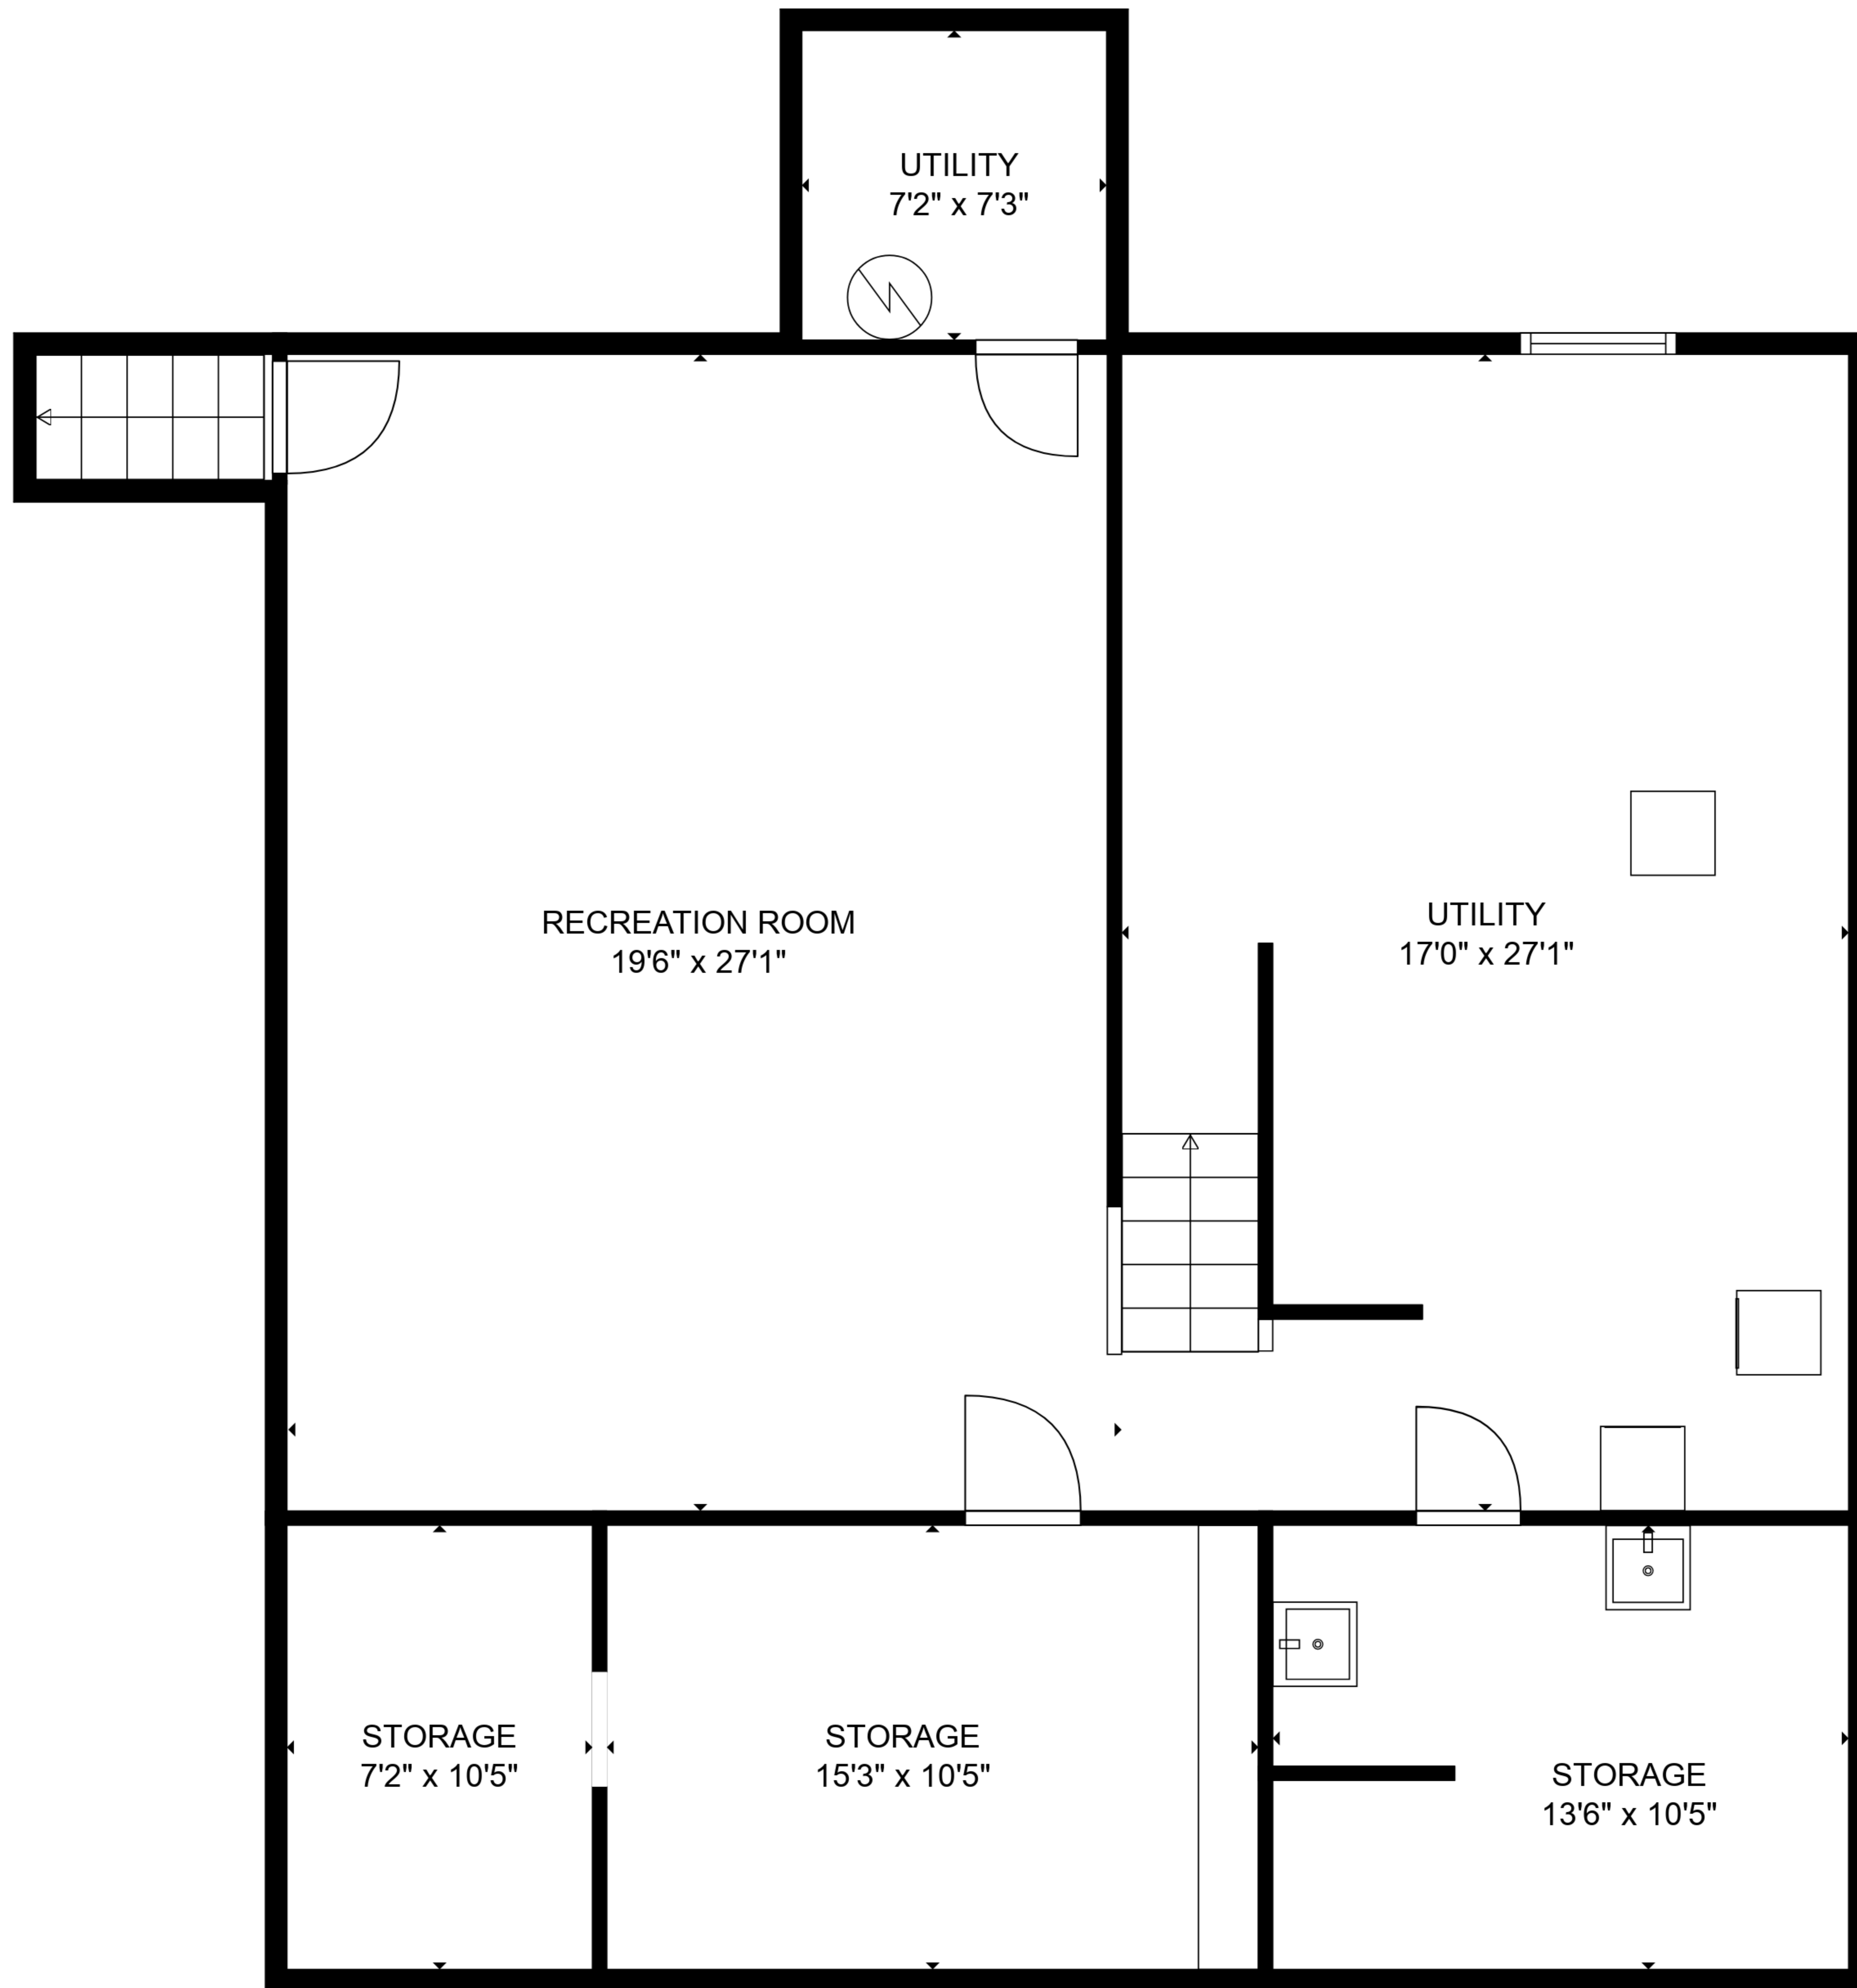 UTILITY
7'2" x 7'3"
RECREATION ROOM
19'6" x 27'1"
UTILITY
17'0" x 27'1"
STORAGE
7'2" x 10'5"
STORAGE
15'3" x 10'5"
STORAGE
13'6" x 10'5"